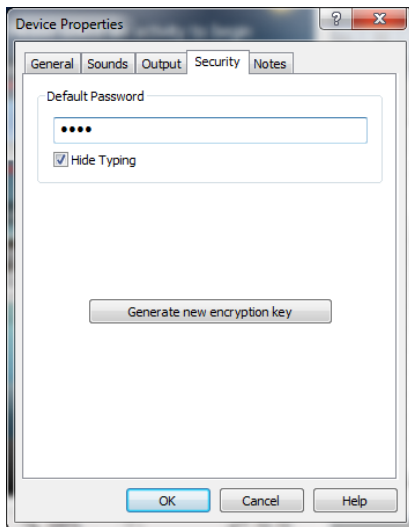 Device Properties
General Sounds Output Security Notes
Default Password
••••
Hide Typing
Generate new encryption key
OK Cancel Help